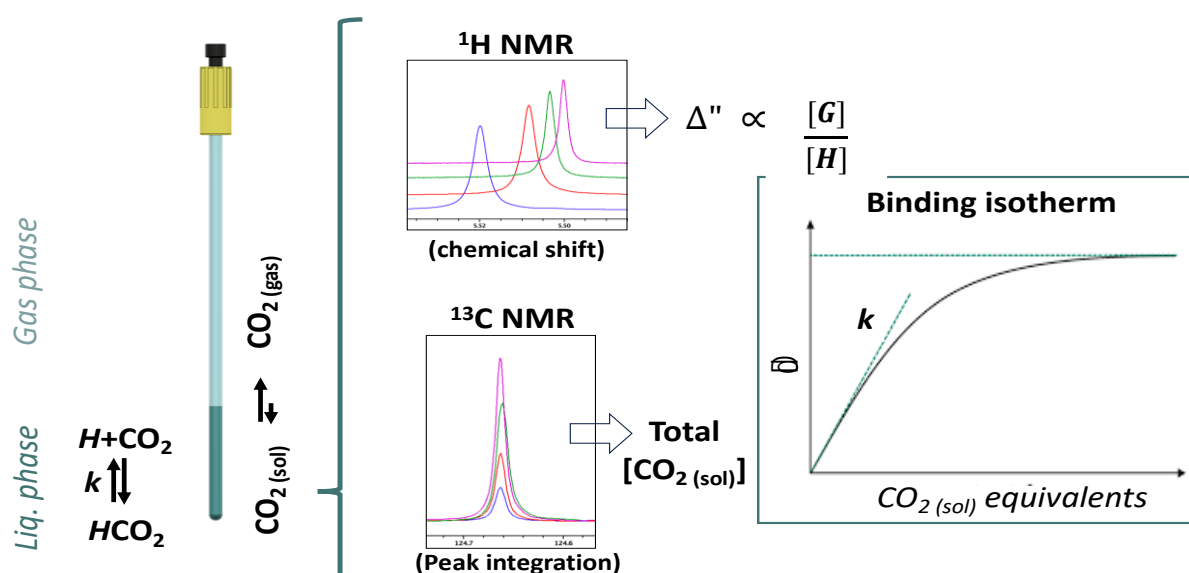 Gas phase
Liq. phase
H+CO₂
k
HCO₂
CO₂ (gas)
CO₂ (sol)
¹H NMR
5.52 5.50
(chemical shift)
Δ" ∝ [G]
[H]
¹³C NMR
124.7 124.6
(Peak integration)
Total
[CO₂ (sol)]
Binding isotherm
k
CO₂ (sol) equivalents